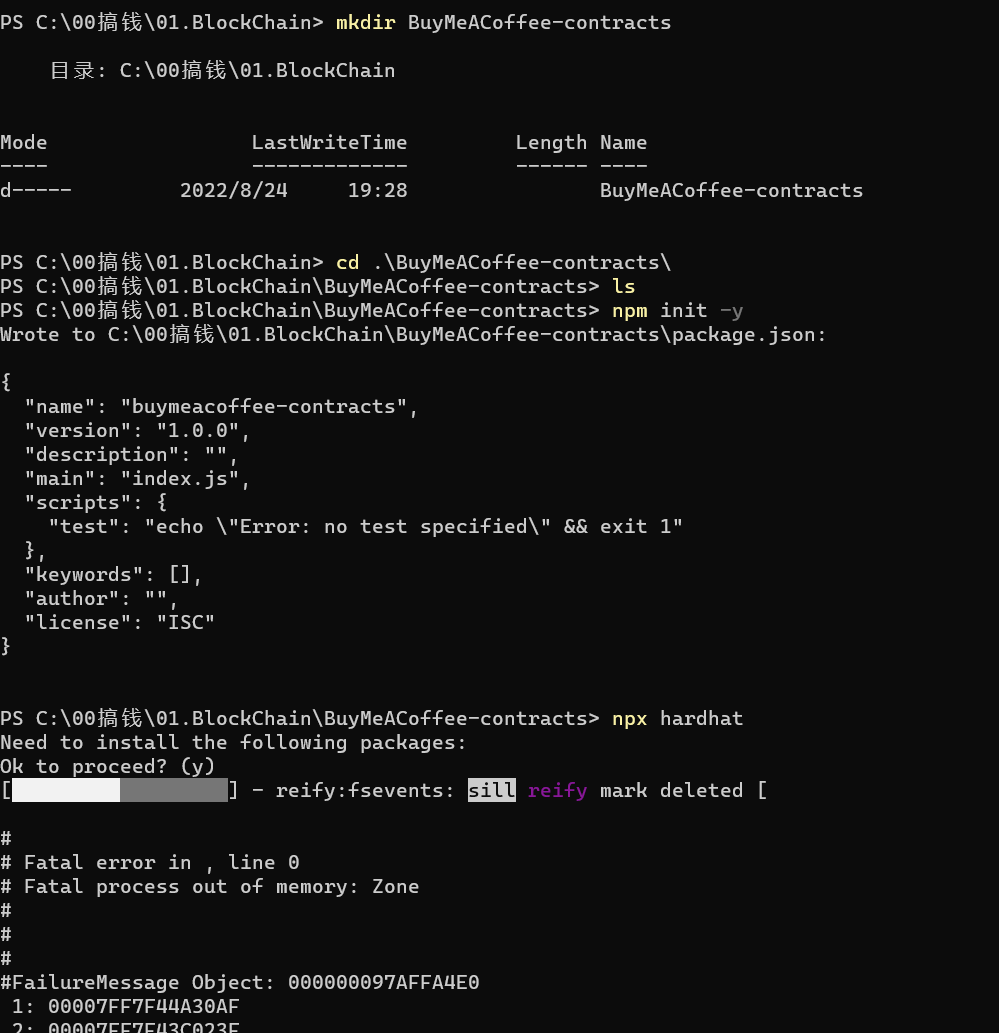 PS C:\00搞钱\01.BlockChain> mkdir BuyMeACoffee-contracts
目录: C:\00搞钱\01.BlockChain
Mode                 LastWriteTime         Length Name
----                 -------------         ------ ----
d-----         2022/8/24     19:28                BuyMeACoffee-contracts
PS C:\00搞钱\01.BlockChain> cd .\BuyMeACoffee-contracts\
PS C:\00搞钱\01.BlockChain\BuyMeACoffee-contracts> ls
PS C:\00搞钱\01.BlockChain\BuyMeACoffee-contracts> npm init -y
Wrote to C:\00搞钱\01.BlockChain\BuyMeACoffee-contracts\package.json:
{
  "name": "buymeacoffee-contracts",
  "version": "1.0.0",
  "description": "",
  "main": "index.js",
  "scripts": {
    "test": "echo \"Error: no test specified\" && exit 1"
  },
  "keywords": [],
  "author": "",
  "license": "ISC"
}
PS C:\00搞钱\01.BlockChain\BuyMeACoffee-contracts> npx hardhat
Need to install the following packages:
Ok to proceed? (y)
[                  ] - reify:fsevents: sill reify mark deleted [
#
# Fatal error in , line 0
# Fatal process out of memory: Zone
#
#
#
#FailureMessage Object: 000000097AFFA4E0
 1: 00007FF7F44A30AF
 2: 00007FF7F43C023F